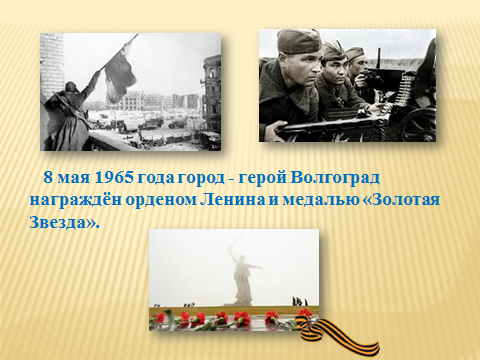 8 мая 1965 года город - герой Волгоград
награждён орденом Ленина и медалью «Золотая
Звезда».